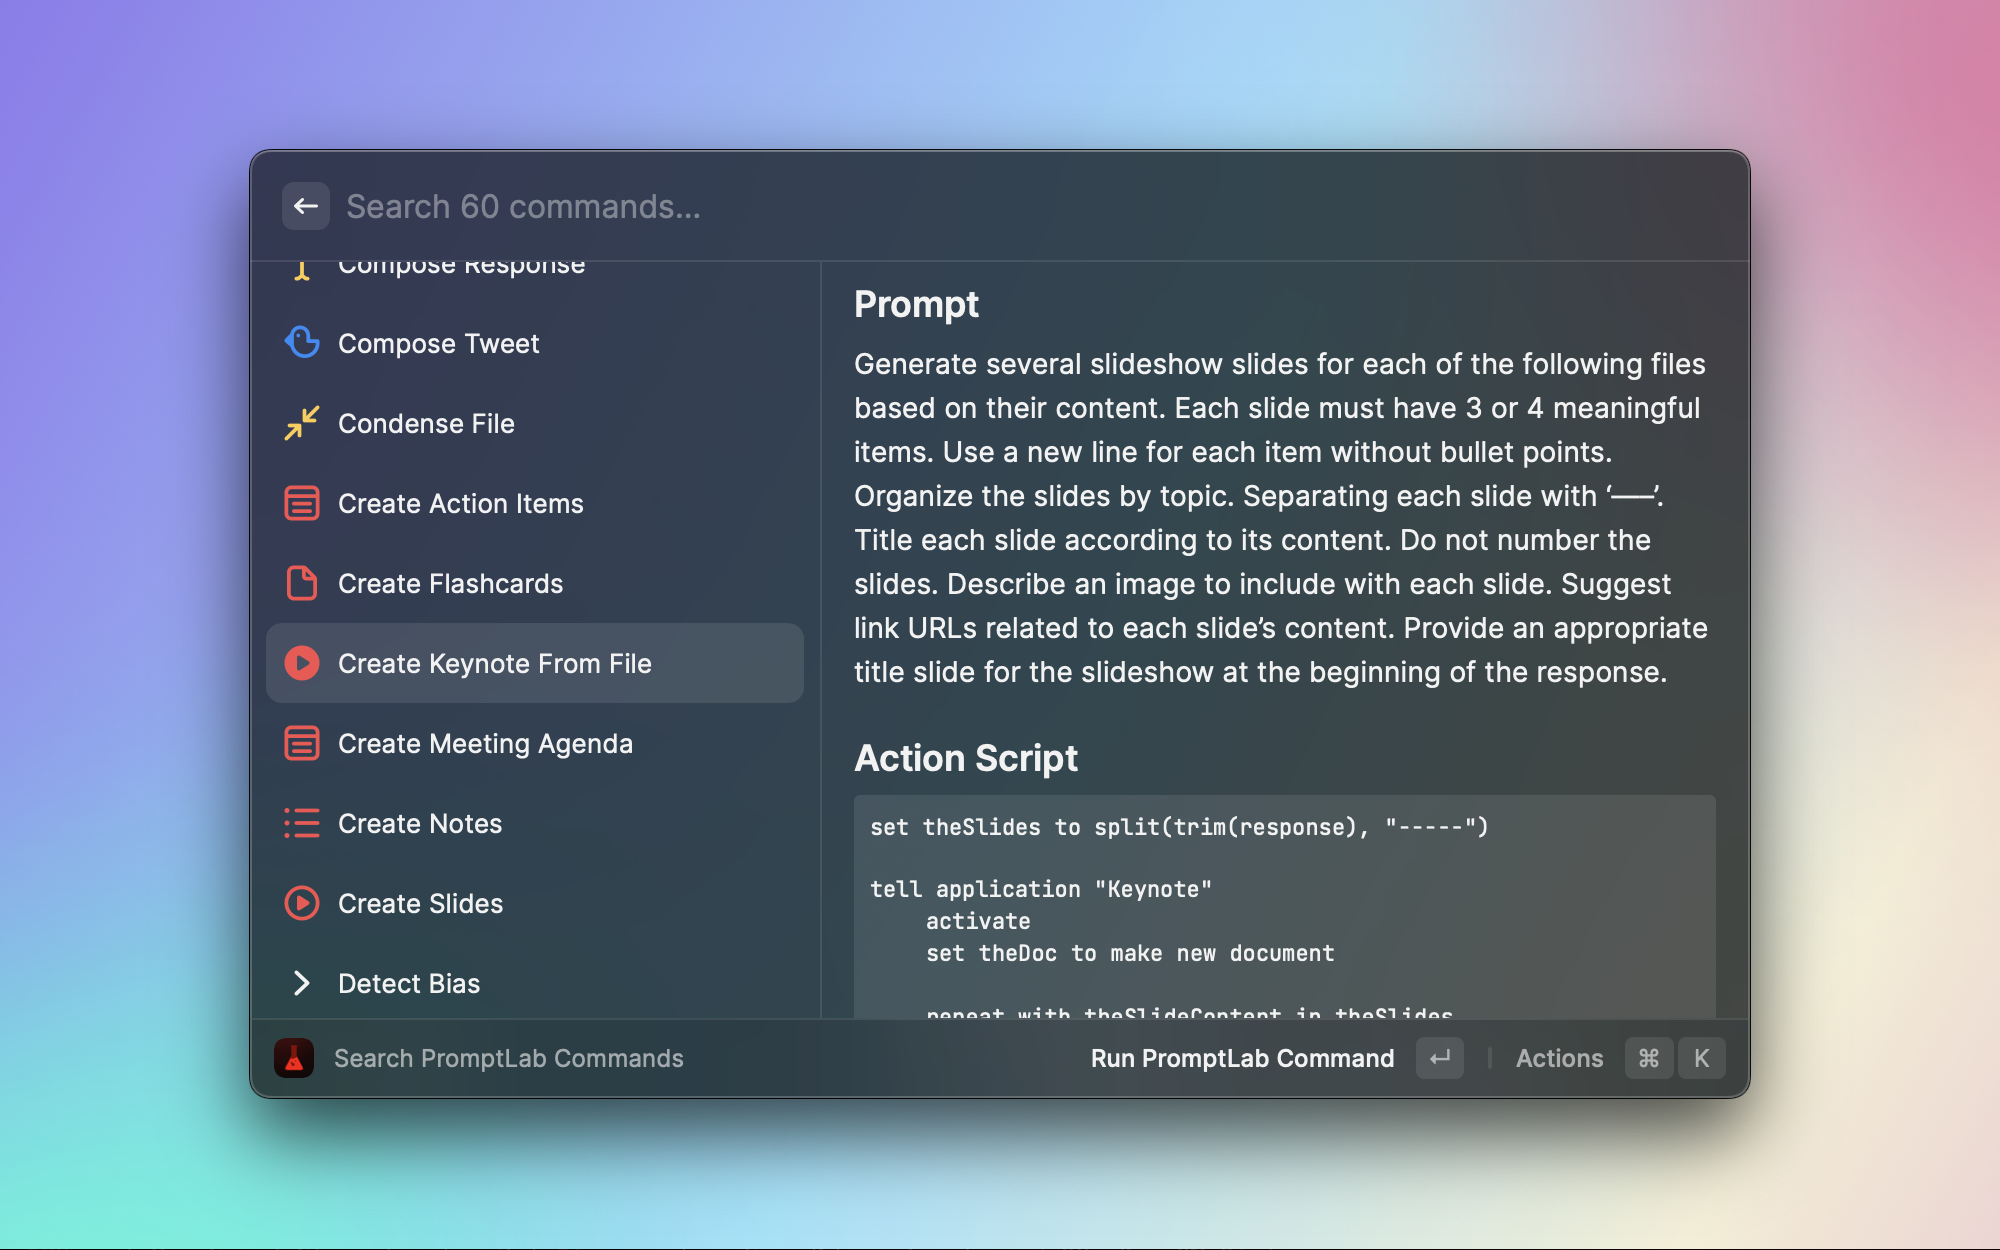 Search 60 commands...
Compose Response
Compose Tweet
Condense File
Create Action Items
Create Flashcards
Create Keynote From File
Create Meeting Agenda
Create Notes
Create Slides
Detect Bias
Prompt
Generate several slideshow slides for each of the following files
based on their content. Each slide must have 3 or 4 meaningful
items. Use a new line for each item without bullet points.
Organize the slides by topic. Separating each slide with ‘—–’.
Title each slide according to its content. Do not number the
slides. Describe an image to include with each slide. Suggest
link URLs related to each slide’s content. Provide an appropriate
title slide for the slideshow at the beginning of the response.
Action Script
set theSlides to split(trim(response), "-----")
tell application "Keynote"
activate
set theDoc to make new document
repeat with theSlideContent in theSlides
Search PromptLab Commands
Run PromptLab Command
Actions ⌘ K